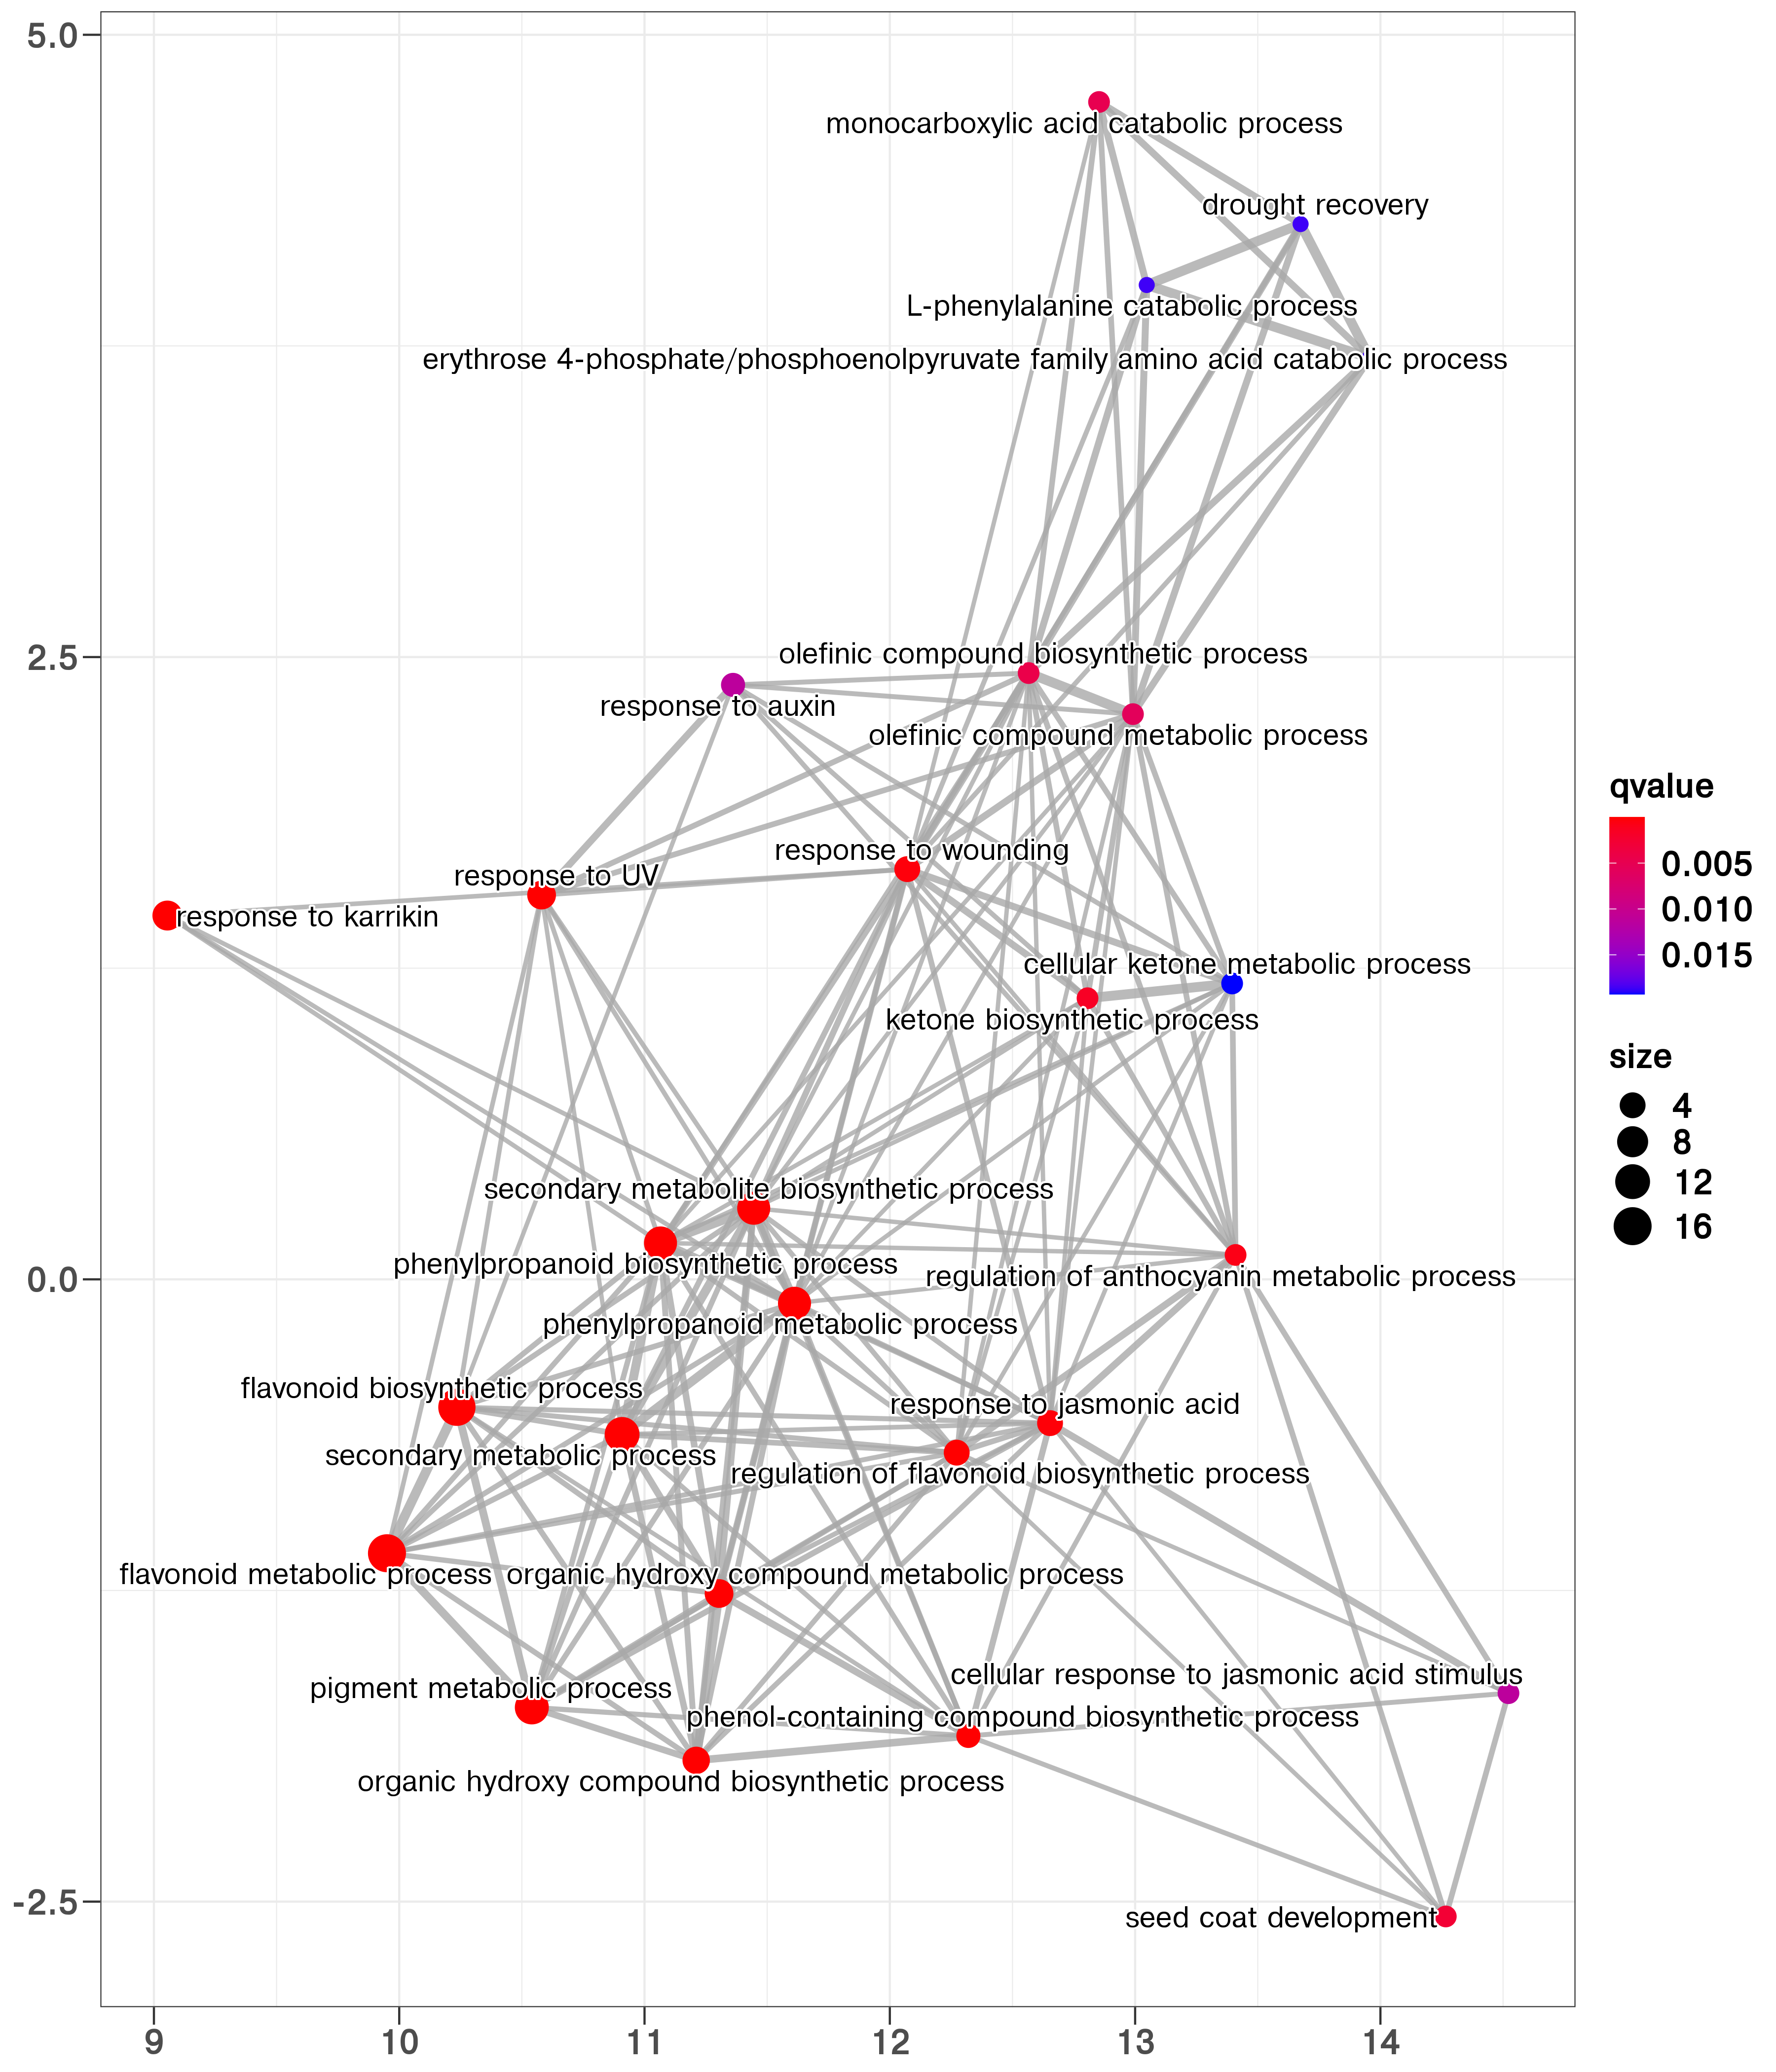 5.0
monocarboxylic acid catabolic process
drought recovery
L-phenylalanine catabolic process
erythrose 4-phosphate/phosphoenolpyruvate family amino acid catabolic process
2.5
olefinic compound biosynthetic process
response to auxin
olefinic compound metabolic process
response to wounding
response to UV
response to karrikin
cellular ketone metabolic process
ketone biosynthetic process
secondary metabolite biosynthetic process
phenylpropanoid biosynthetic process
0.0
regulation of anthocyanin metabolic process
phenylpropanoid metabolic process
flavonoid biosynthetic process
response to jasmonic acid
secondary metabolic process
regulation of flavonoid biosynthetic process
flavonoid metabolic process
organic hydroxy compound metabolic process
cellular response to jasmonic acid stimulus
pigment metabolic process
phenol-containing compound biosynthetic process
organic hydroxy compound biosynthetic process
-2.5
seed coat development
9
10
11
12
13
14
qvalue
0.005
0.010
0.015
size
4
8
12
16